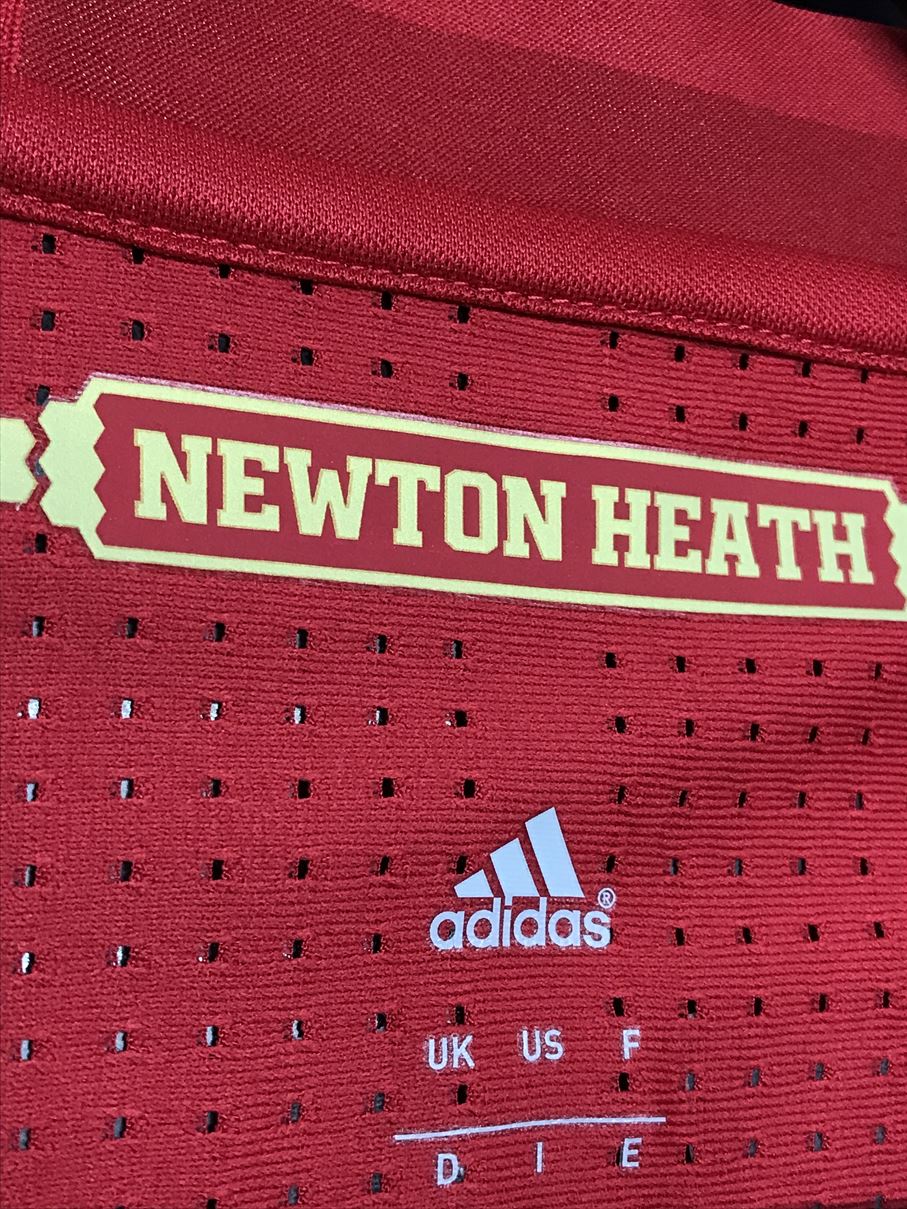 NEWTON HEATH
adidas®
UK US F
D I E